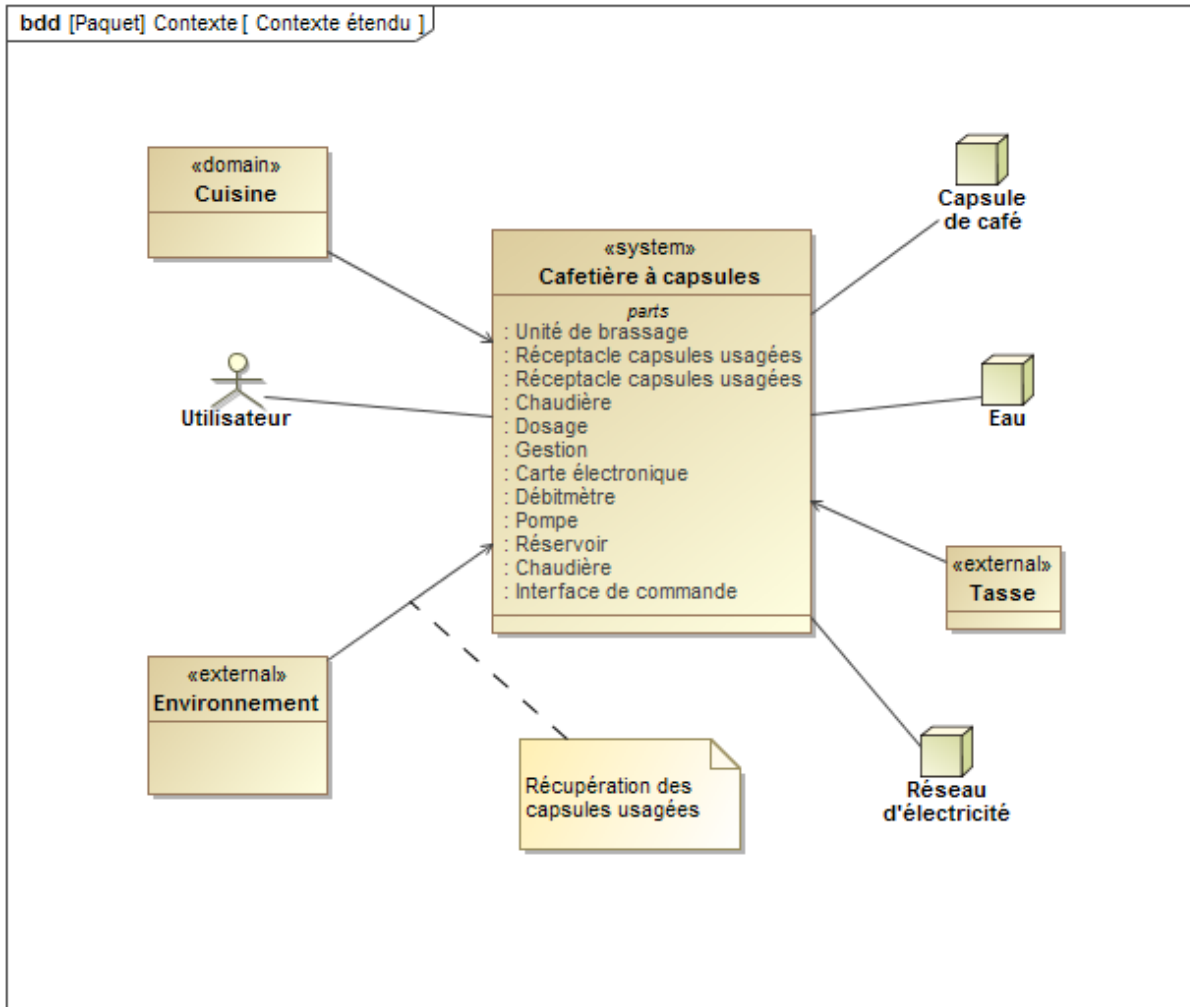 bdd [Paquet] Contexte [ Contexte étendu ]
«domain»
Cuisine
Utilisateur
«external»
Environnement
«system»
Cafetière à capsules
parts
: Unité de brassage
: Réceptacle capsules usagées
: Réceptacle capsules usagées
: Chaudière
: Dosage
: Gestion
: Carte électronique
: Débitmètre
: Pompe
: Réservoir
: Chaudière
: Interface de commande
Récupération des
capsules usagées
Capsule
de café
Eau
«external»
Tasse
Réseau
d'électricité